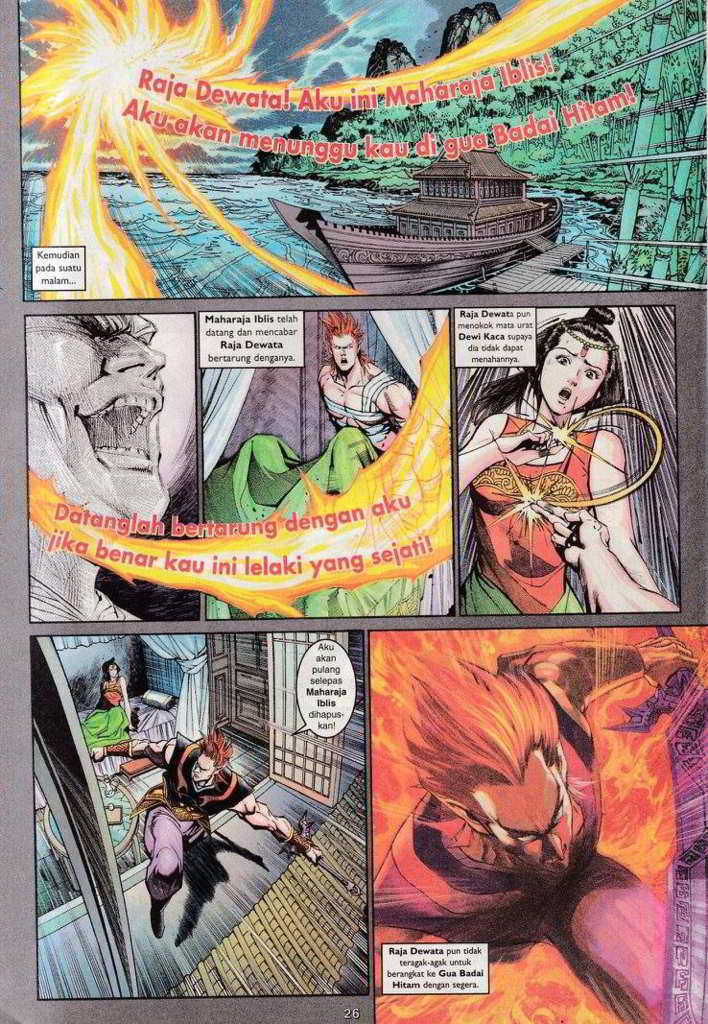 Raja Dewata! Aku ini Maharaja Iblis!
Aku akan menunggu kau di gua Badai Hitam!
Kemudian
pada suatu
malam...
Maharaja Iblis telah
datang dan mencabar
Raja Dewata
bertarung denganya.
Raja Dewata pun
menokok mata urat
Dewi Kaca supaya
dia tidak dapat
menahannya.
Datanglah bertarung dengan aku
jika benar kau ini lelaki yang sejati!
Aku
akan
pulang
selepas
Maharaja
Iblis
dihapus-
kan!
Raja Dewata pun tidak
teragak-agak untuk
berangkat ke Gua Badai
Hitam dengan segera.
26